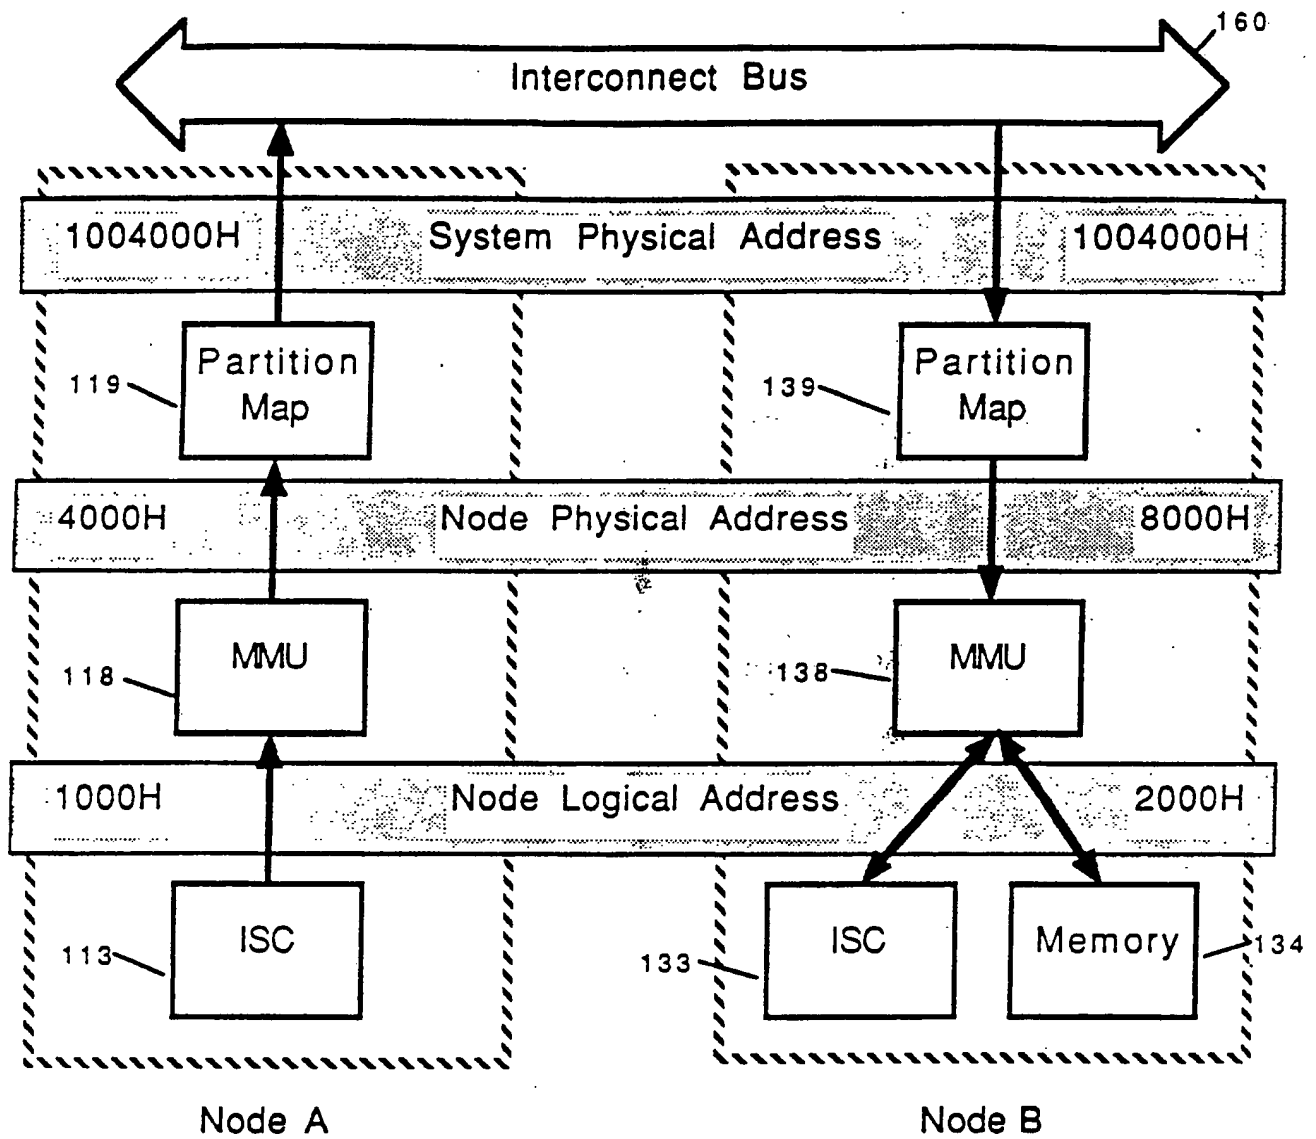 160
Interconnect Bus
1004000H System Physical Address 1004000H
Partition
Map
119
Partition
Map
139
4000H Node Physical Address 8000H
MMU
118
MMU
138
1000H Node Logical Address 2000H
ISC
113
ISC
133
Memory
134
Node A
Node B